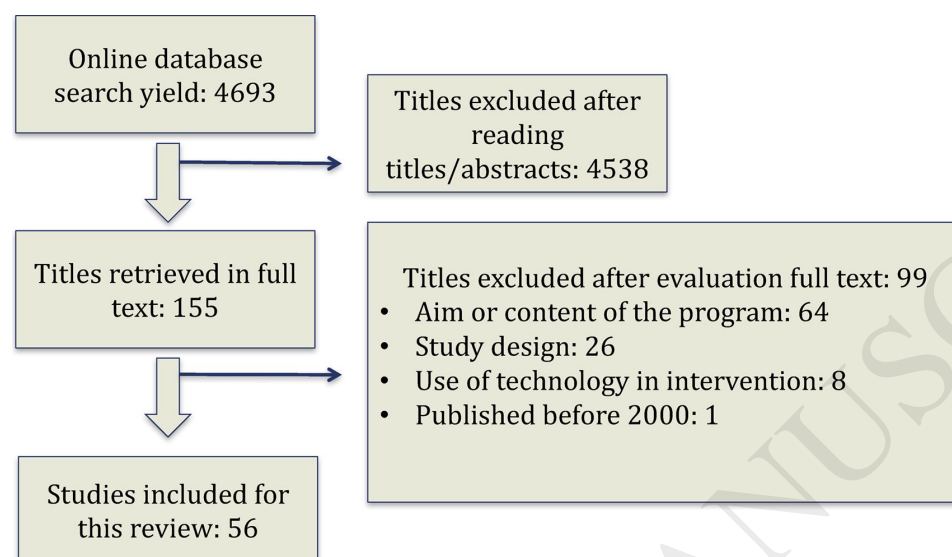 Online database
search yield: 4693
Titles excluded after
reading
titles/abstracts: 4538
Titles retrieved in full
text: 155
Titles excluded after evaluation full text: 99
• Aim or content of the program: 64
• Study design: 26
• Use of technology in intervention: 8
• Published before 2000: 1
Studies included for
this review: 56